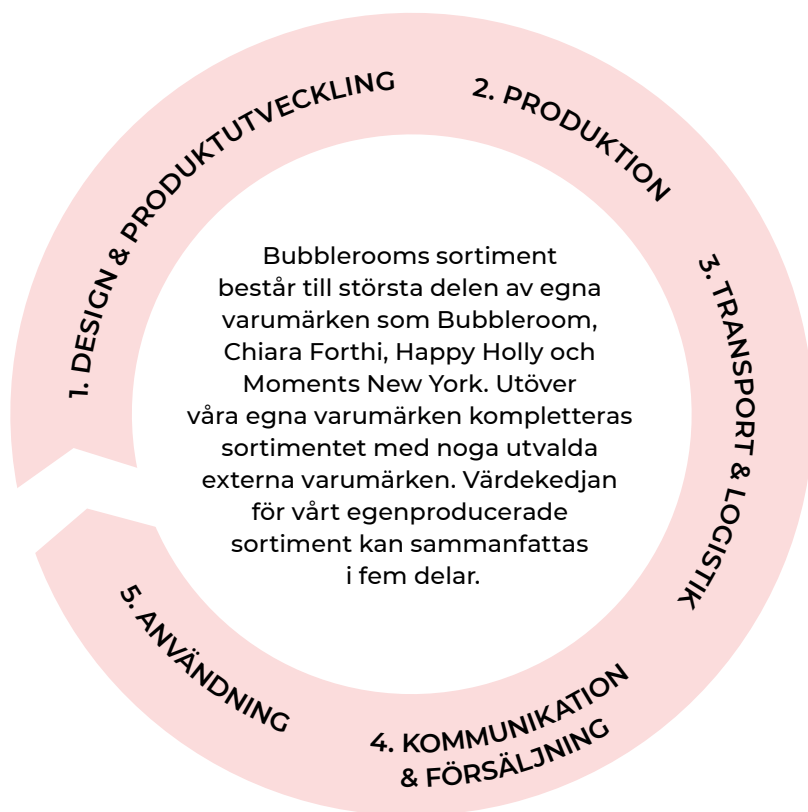 1. DESIGN & PRODUKTUTVECKLING
2. PRODUKTION
3. TRANSPORT & LOGISTIK
4. KOMMUNIKATION
& FÖRSÄLJNING
5. ANVÄNDNING
Bubblerooms sortiment
består till största delen av egna
varumärken som Bubbleroom,
Chiara Forthi, Happy Holly och
Moments New York. Utöver
våra egna varumärken kompletteras
sortimentet med noga utvalda
externa varumärken. Värdekedjan
för vårt egenproducerade
sortiment kan sammanfattas
i fem delar.